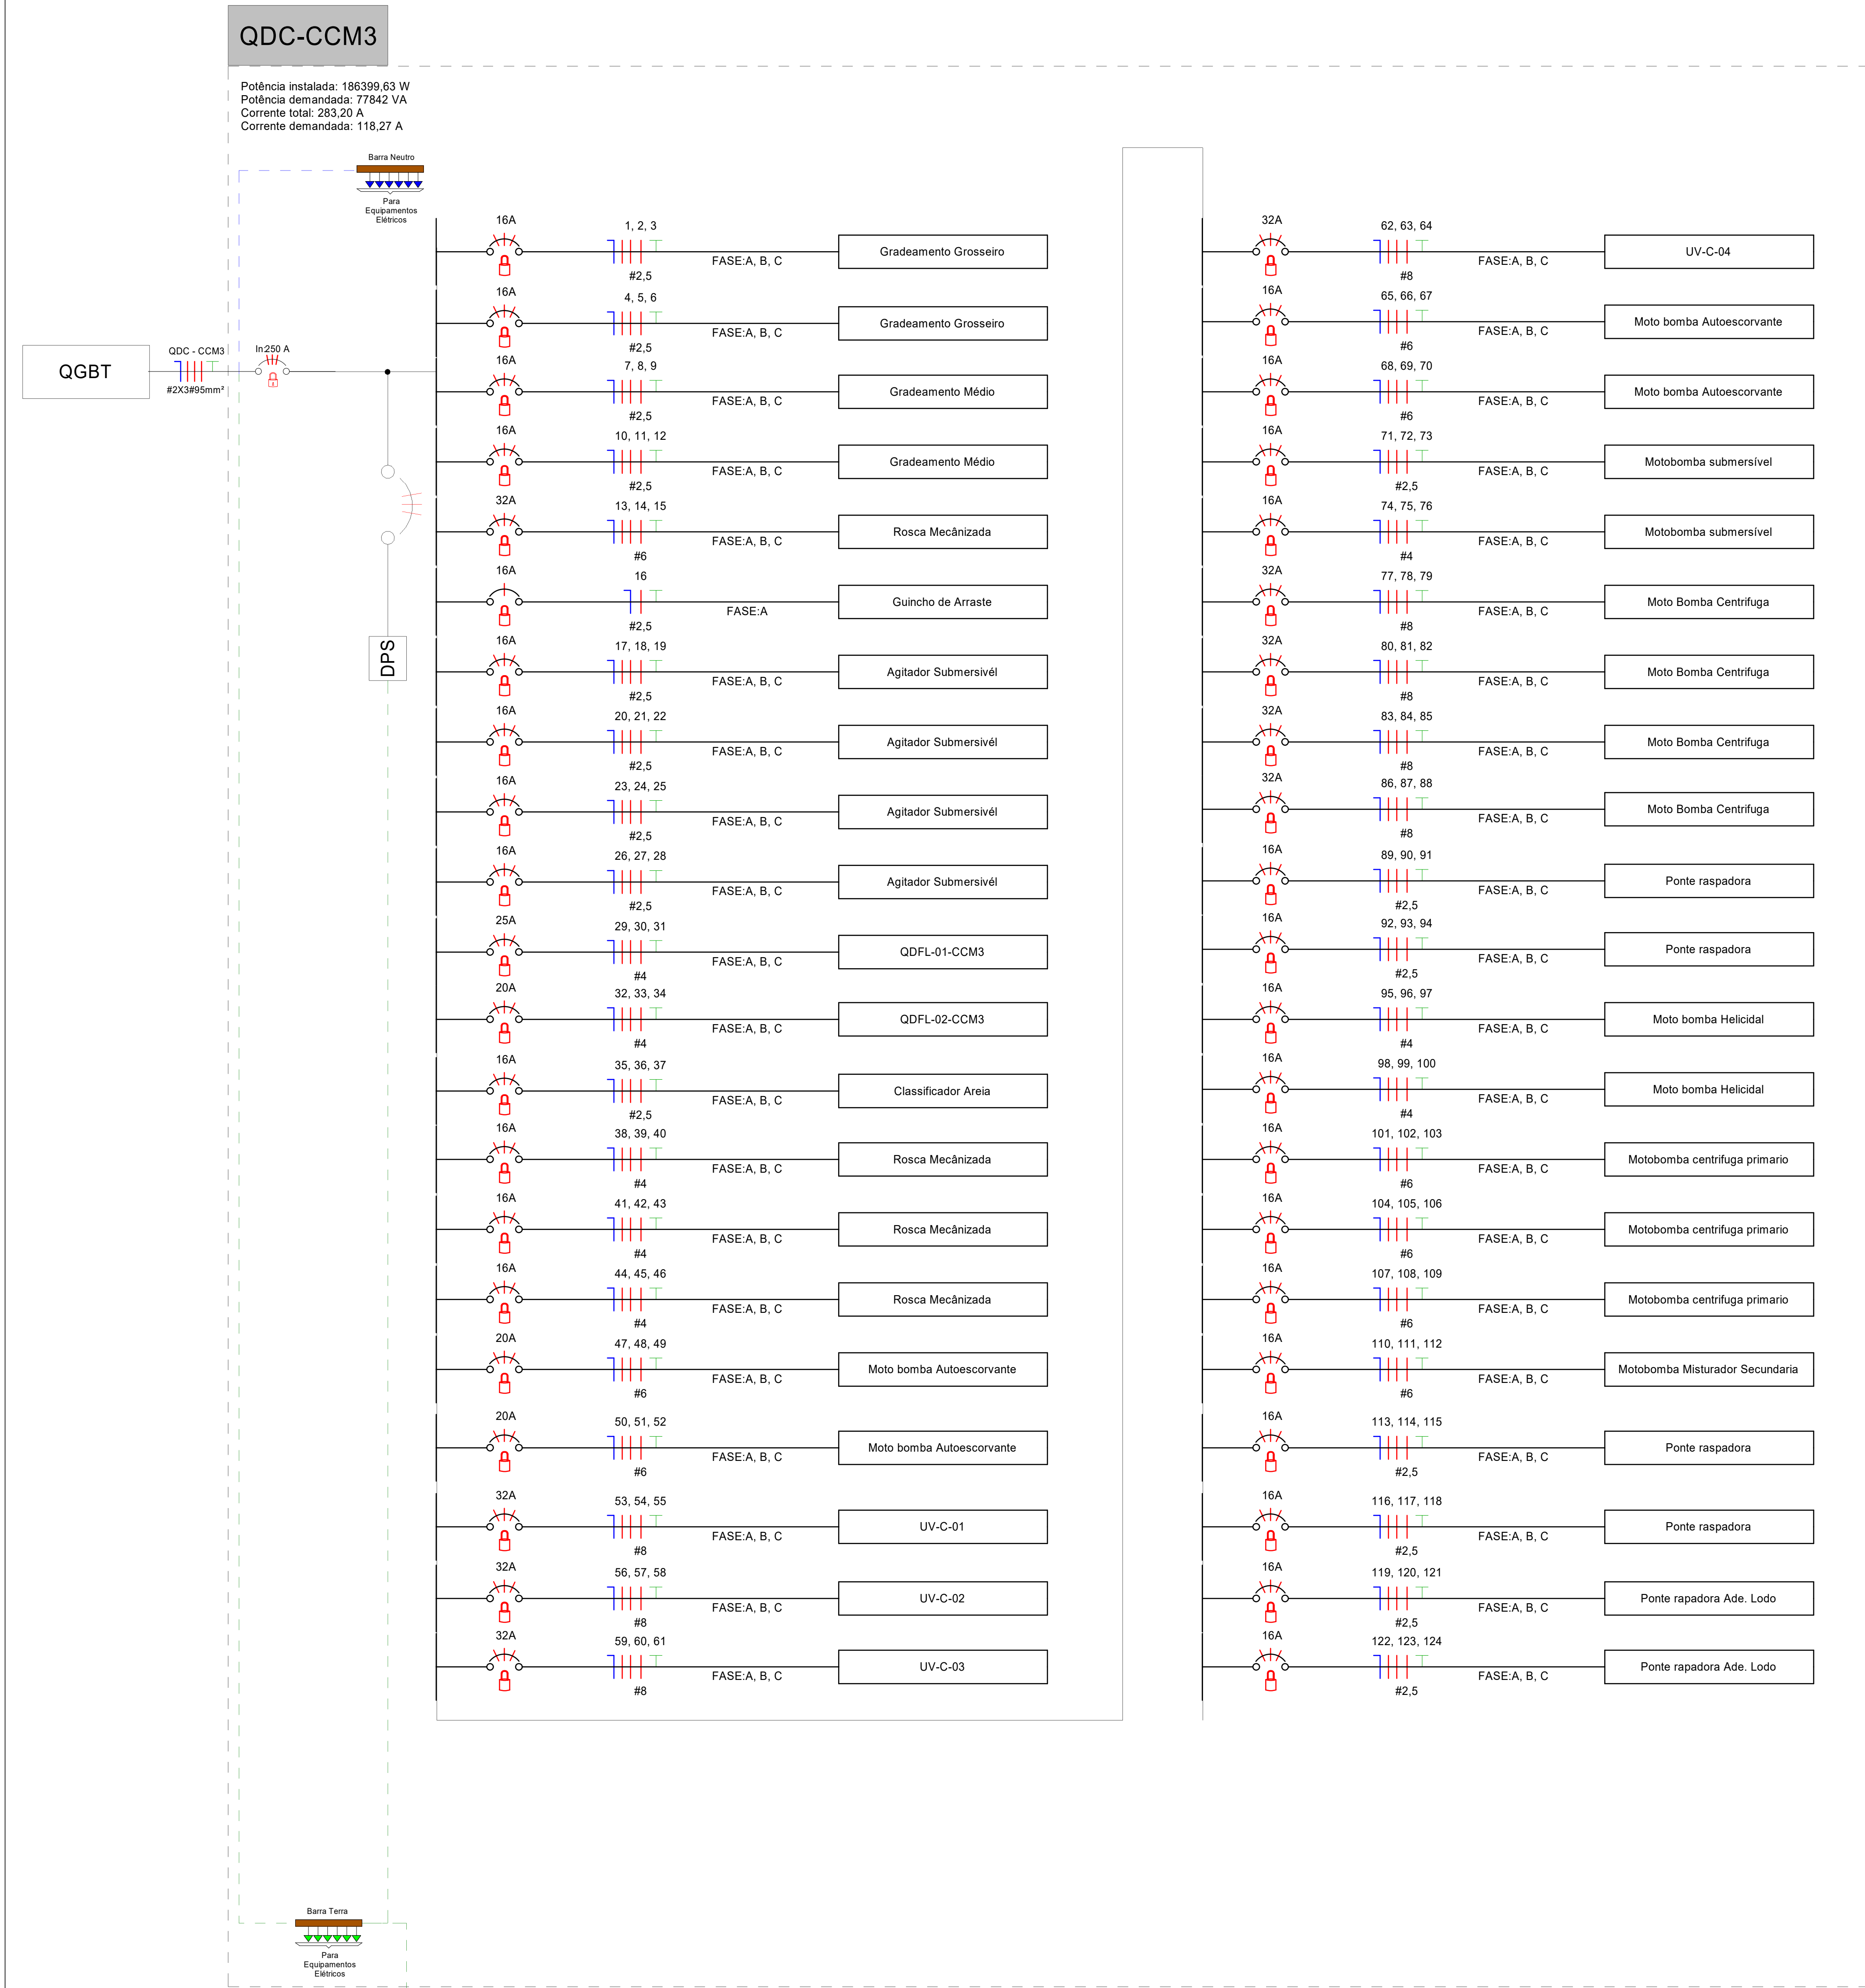 QDC-CCM3
Potência instalada: 186399,63 W
Potência demandada: 77842 VA
Corrente total: 283,20 A
Corrente demandada: 118,27 A
Barra Neutro
Para
Equipamentos
Elétricos
QGBT
QDC - CCM3
#2X3#95mm²
In:250 A
DPS
16A
1, 2, 3
#2,5
FASE:A, B, C
Gradeamento Grosseiro
16A
4, 5, 6
#2,5
FASE:A, B, C
Gradeamento Grosseiro
16A
7, 8, 9
#2,5
FASE:A, B, C
Gradeamento Médio
16A
10, 11, 12
#2,5
FASE:A, B, C
Gradeamento Médio
32A
13, 14, 15
#6
FASE:A, B, C
Rosca Mecânizada
16A
16
#2,5
FASE:A
Guincho de Arraste
16A
17, 18, 19
#2,5
FASE:A, B, C
Agitador Submersivél
16A
20, 21, 22
#2,5
FASE:A, B, C
Agitador Submersivél
16A
23, 24, 25
#2,5
FASE:A, B, C
Agitador Submersivél
16A
26, 27, 28
#2,5
FASE:A, B, C
Agitador Submersivél
25A
29, 30, 31
#4
FASE:A, B, C
QDFL-01-CCM3
20A
32, 33, 34
#4
FASE:A, B, C
QDFL-02-CCM3
16A
35, 36, 37
#2,5
FASE:A, B, C
Classificador Areia
16A
38, 39, 40
#4
FASE:A, B, C
Rosca Mecânizada
16A
41, 42, 43
#4
FASE:A, B, C
Rosca Mecânizada
16A
44, 45, 46
#4
FASE:A, B, C
Rosca Mecânizada
20A
47, 48, 49
#6
FASE:A, B, C
Moto bomba Autoescorvante
20A
50, 51, 52
#6
FASE:A, B, C
Moto bomba Autoescorvante
32A
53, 54, 55
#8
FASE:A, B, C
UV-C-01
32A
56, 57, 58
#8
FASE:A, B, C
UV-C-02
32A
59, 60, 61
#8
FASE:A, B, C
UV-C-03
32A
62, 63, 64
#8
FASE:A, B, C
UV-C-04
16A
65, 66, 67
#6
FASE:A, B, C
Moto bomba Autoescorvante
16A
68, 69, 70
#6
FASE:A, B, C
Moto bomba Autoescorvante
16A
71, 72, 73
#2,5
FASE:A, B, C
Motobomba submersível
16A
74, 75, 76
#4
FASE:A, B, C
Motobomba submersível
32A
77, 78, 79
#8
FASE:A, B, C
Moto Bomba Centrifuga
32A
80, 81, 82
#8
FASE:A, B, C
Moto Bomba Centrifuga
32A
83, 84, 85
#8
FASE:A, B, C
Moto Bomba Centrifuga
32A
86, 87, 88
#8
FASE:A, B, C
Moto Bomba Centrifuga
16A
89, 90, 91
#2,5
FASE:A, B, C
Ponte raspadora
16A
92, 93, 94
#2,5
FASE:A, B, C
Ponte raspadora
16A
95, 96, 97
#4
FASE:A, B, C
Moto bomba Helicidal
16A
98, 99, 100
#4
FASE:A, B, C
Moto bomba Helicidal
16A
101, 102, 103
#6
FASE:A, B, C
Motobomba centrifuga primario
16A
104, 105, 106
#6
FASE:A, B, C
Motobomba centrifuga primario
16A
107, 108, 109
#6
FASE:A, B, C
Motobomba centrifuga primario
16A
110, 111, 112
#6
FASE:A, B, C
Motobomba Misturador Secundaria
16A
113, 114, 115
#2,5
FASE:A, B, C
Ponte raspadora
16A
116, 117, 118
#2,5
FASE:A, B, C
Ponte raspadora
16A
119, 120, 121
#2,5
FASE:A, B, C
Ponte rapadora Ade. Lodo
16A
122, 123, 124
#2,5
FASE:A, B, C
Ponte rapadora Ade. Lodo
Barra Terra
Para
Equipamentos
Elétricos